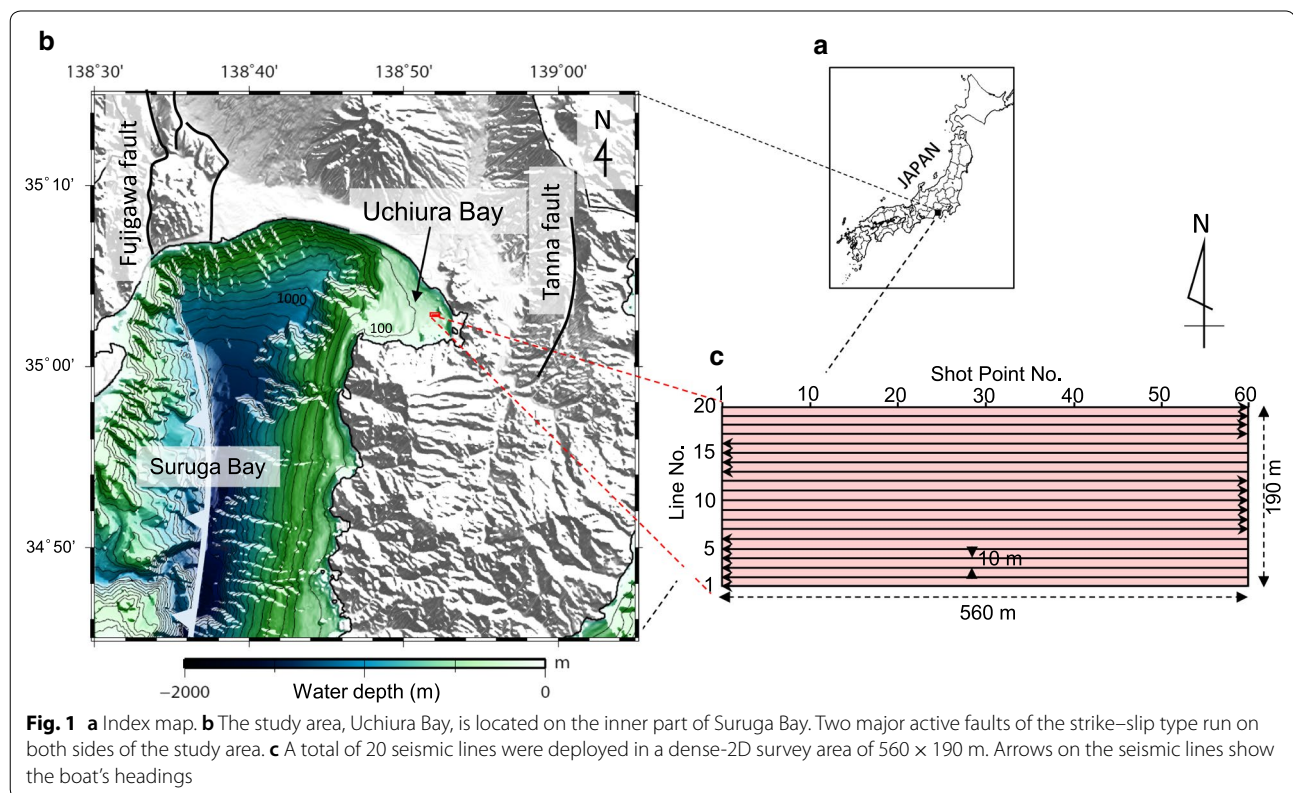 b
138°30'
138°40'
138°50'
139°00'
35°10'
35°00'
34°50'
Fujigawa fault
Uchiura Bay
Tanna fault
N
1000
100
Suruga Bay
m
−2000
Water depth (m)
0
a
JAPAN
N
c
Shot Point No.
1
10
20
30
40
50
60
Line No.
20
15
10
5
1
10 m
190 m
560 m
Fig. 1 a Index map. b The study area, Uchiura Bay, is located on the inner part of Suruga Bay. Two major active faults of the strike–slip type run on
both sides of the study area. c A total of 20 seismic lines were deployed in a dense-2D survey area of 560 × 190 m. Arrows on the seismic lines show
the boat's headings